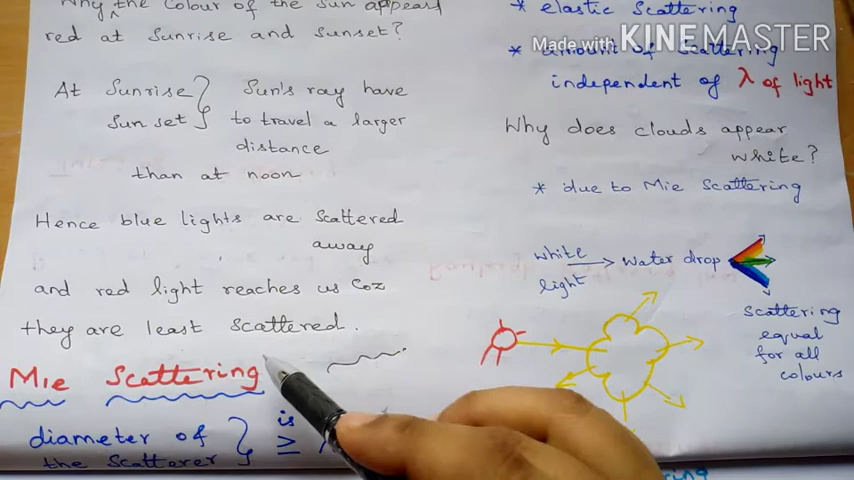 Why the Colour of the Sun appears
red at Sunrise and Sunset?
At Sunrise } Sun's ray have
Sun set to travel a larger
distance
than at noon
Hence blue lights are Scattered
away
and red light reaches us Coz
they are least scattered.
Mie Scattering
diameter of } is
the Scatterer ≥
* elastic Scattering
* amount of Scattering
independent of λ of light
Why does clouds appear
white?
* due to Mie Scattering
white → water drop
light
Scattering
equal
for all
colours
Made with KINEMASTER